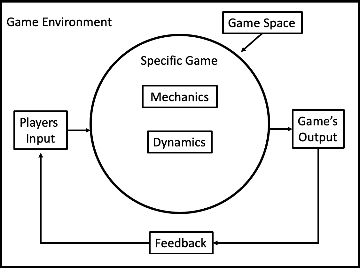 Game Environment
Game Space
Specific Game
Mechanics
Dynamics
Players
Input
Game's
Output
Feedback